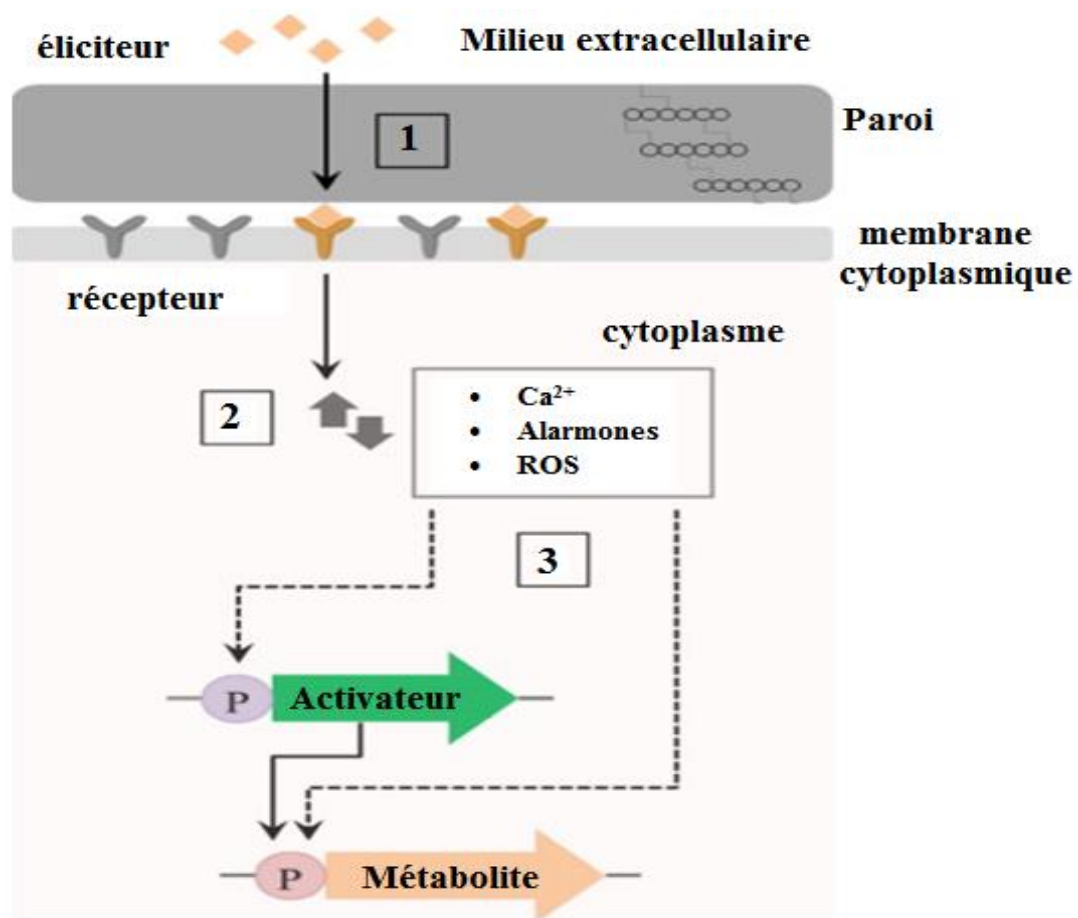 éliciteur
Milieu extracellulaire
1
Paroi
membrane
cytoplasmique
récepteur
cytoplasme
2
• Ca²⁺
• Alarmones
• ROS
3
P Activateur
P Métabolite